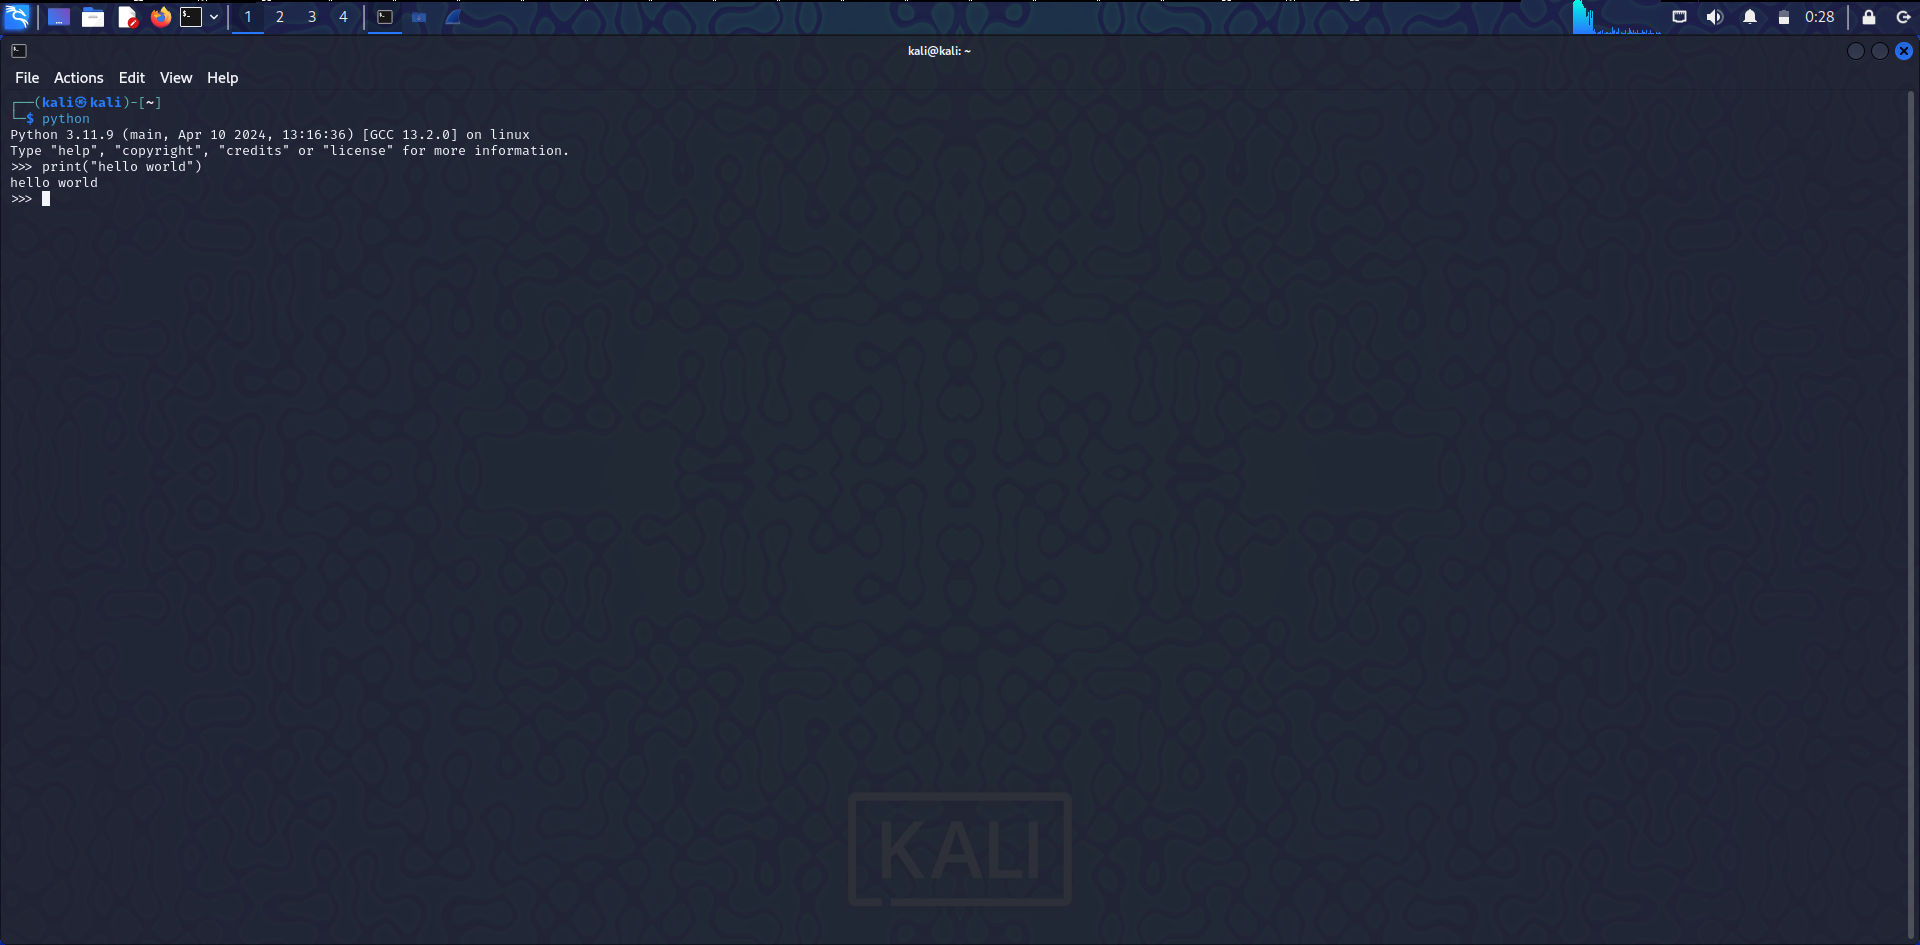 1 2 3 4
0:28
kali@kali: ~
File Actions Edit View Help
┌──(kali㉿kali)-[~]
└─$ python
Python 3.11.9 (main, Apr 10 2024, 13:16:36) [GCC 13.2.0] on linux
Type "help", "copyright", "credits" or "license" for more information.
>>> print("hello world")
hello world
>>>
KALI